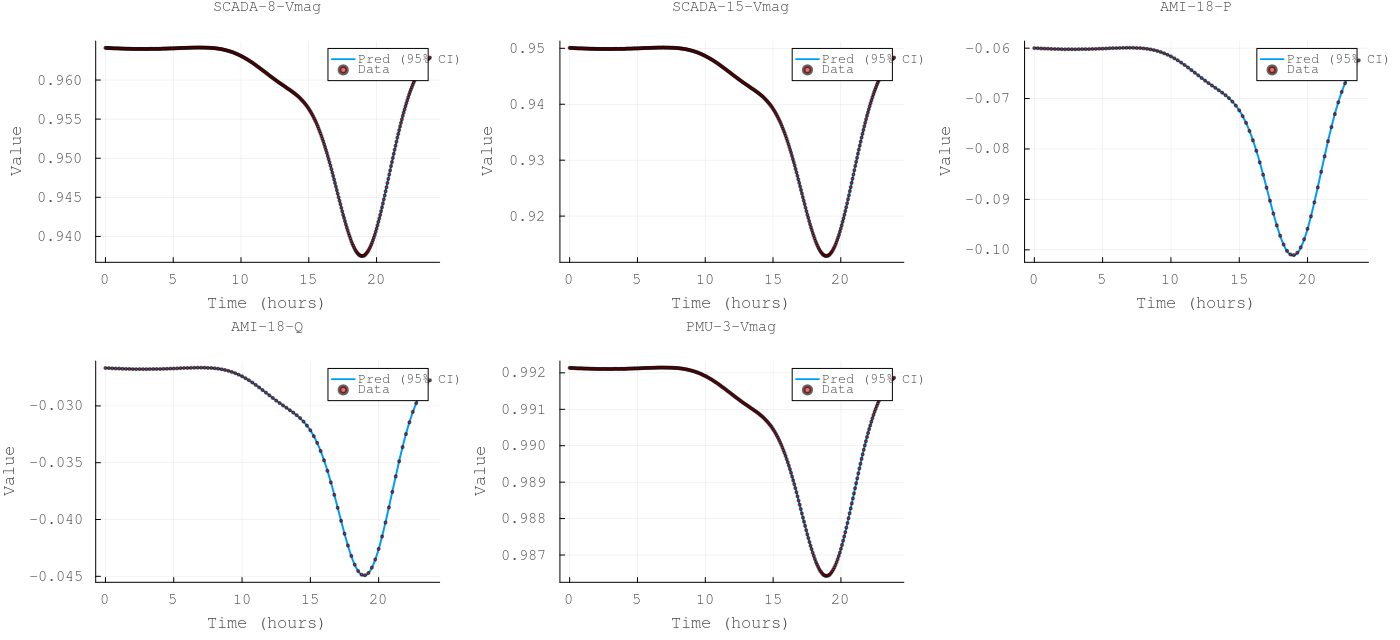 SCADA-8-Vmag
Value
0.960
0.955
0.950
0.945
0.940
0 5 10 15 20
Time (hours)
Pred (95% CI)
Data
SCADA-15-Vmag
Value
0.95
0.94
0.93
0.92
0 5 10 15 20
Time (hours)
Pred (95% CI)
Data
AMI-18-P
Value
-0.06
-0.07
-0.08
-0.09
-0.10
0 5 10 15 20
Time (hours)
Pred (95% CI)
Data
AMI-18-Q
Value
-0.030
-0.035
-0.040
-0.045
0 5 10 15 20
Time (hours)
Pred (95% CI)
Data
PMU-3-Vmag
Value
0.992
0.991
0.990
0.989
0.988
0.987
0 5 10 15 20
Time (hours)
Pred (95% CI)
Data